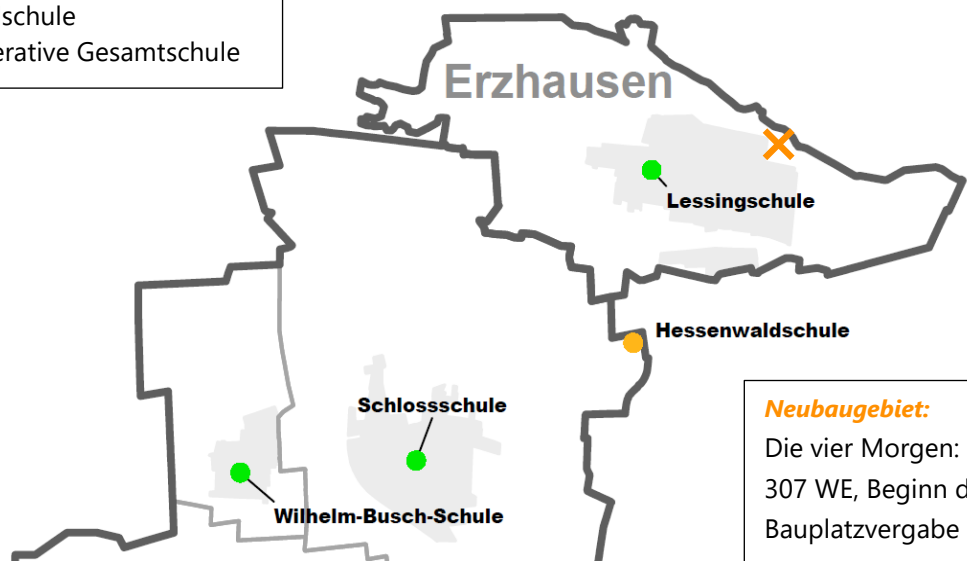 schule
erative Gesamtschule
Erzhausen
Lessingschule
Hessenwaldschule
Schlossschule
Wilhelm-Busch-Schule
Neubaugebiet:
Die vier Morgen:
307 WE, Beginn d
Bauplatzvergabe